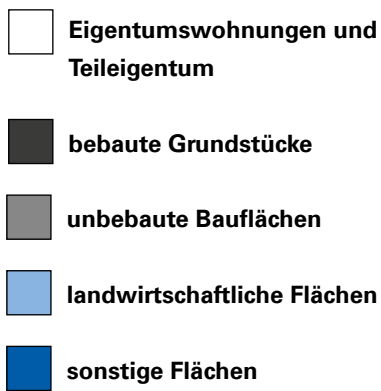 Eigentumswohnungen und
Teileigentum
bebaute Grundstücke
unbebaute Bauflächen
landwirtschaftliche Flächen
sonstige Flächen